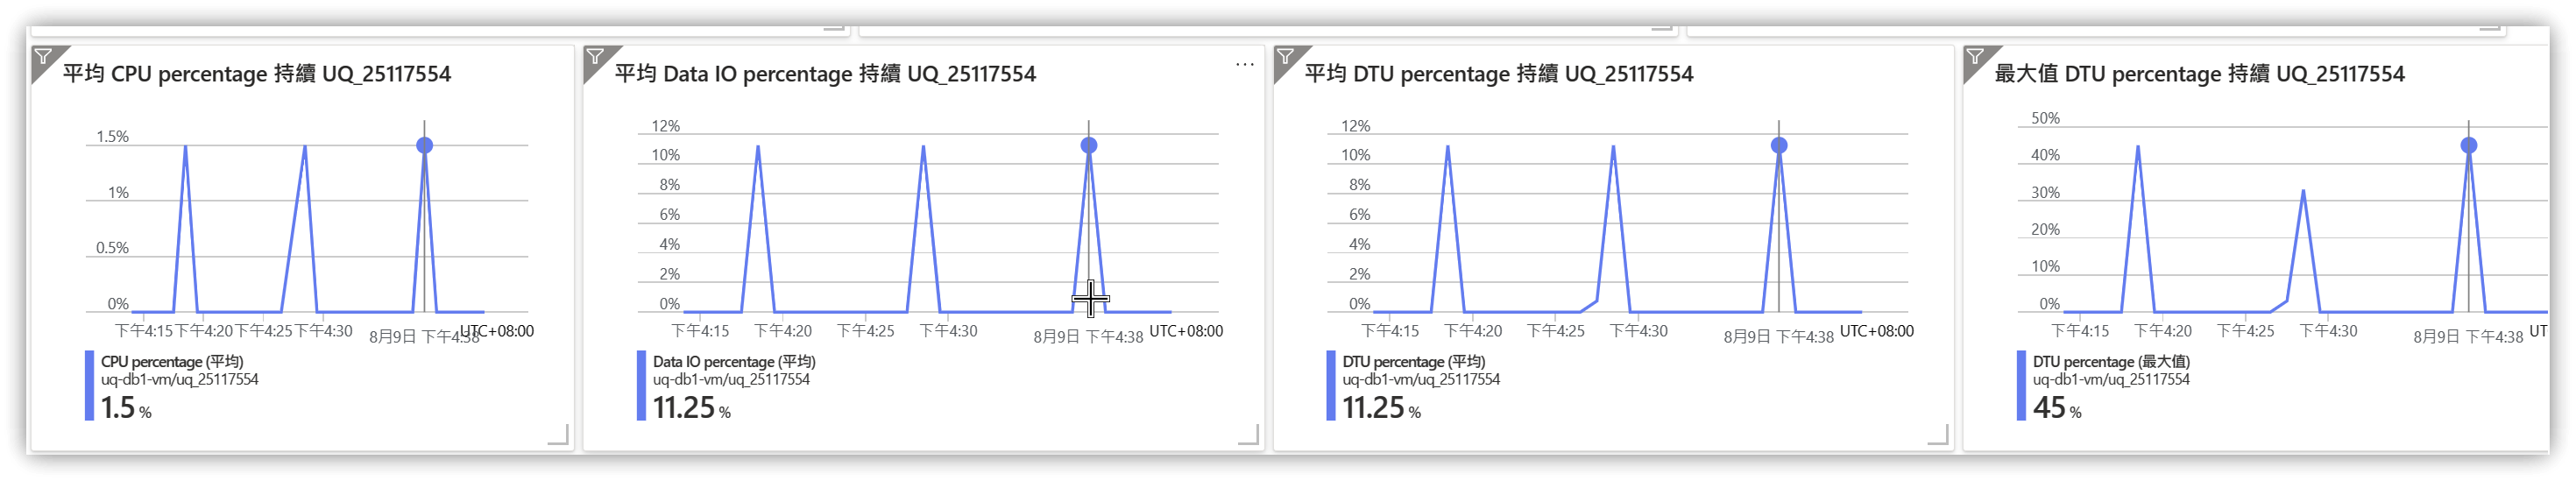 平均 CPU percentage 持續 UQ_25117554
1.5%
1%
0.5%
0%
下午4:15 下午4:20 下午4:25 下午4:30 8月9日 下午4:38 UTC+08:00
CPU percentage (平均)
uq-db1-vm/uq_25117554
1.5 %
平均 Data IO percentage 持續 UQ_25117554
...
12%
10%
8%
6%
4%
2%
0%
下午4:15 下午4:20 下午4:25 下午4:30 8月9日 下午4:38 UTC+08:00
Data IO percentage (平均)
uq-db1-vm/uq_25117554
11.25 %
平均 DTU percentage 持續 UQ_25117554
12%
10%
8%
6%
4%
2%
0%
下午4:15 下午4:20 下午4:25 下午4:30 8月9日 下午4:38 UTC+08:00
DTU percentage (平均)
uq-db1-vm/uq_25117554
11.25 %
最大值 DTU percentage 持續 UQ_25117554
50%
40%
30%
20%
10%
0%
下午4:15 下午4:20 下午4:25 下午4:30 8月9日 下午4:38 UT
DTU percentage (最大值)
uq-db1-vm/uq_25117554
45 %